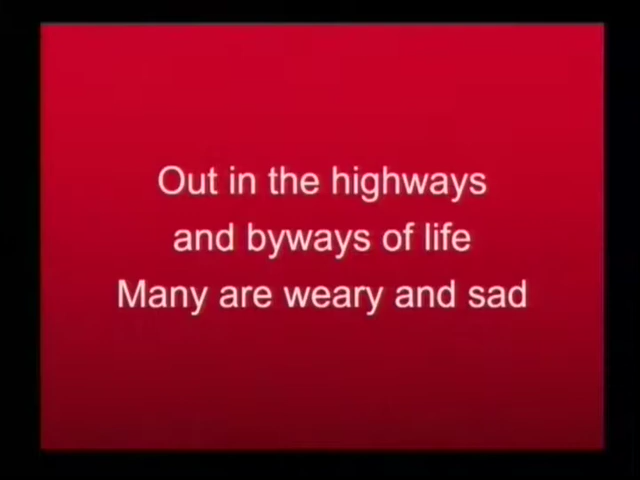 Out in the highways
and byways of life
Many are weary and sad